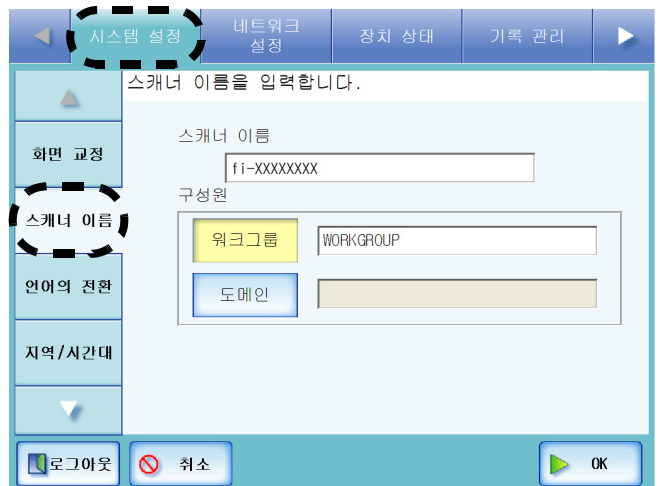 시스템 설정
네트워크
설정
장치 상태
기록 관리
스캐너 이름을 입력합니다.
화면 교정
스캐너 이름
언어의 전환
지역/시간대
스캐너 이름
fi-XXXXXXXX
구성원
워크그룹
WORKGROUP
도메인
로그아웃
취소
OK